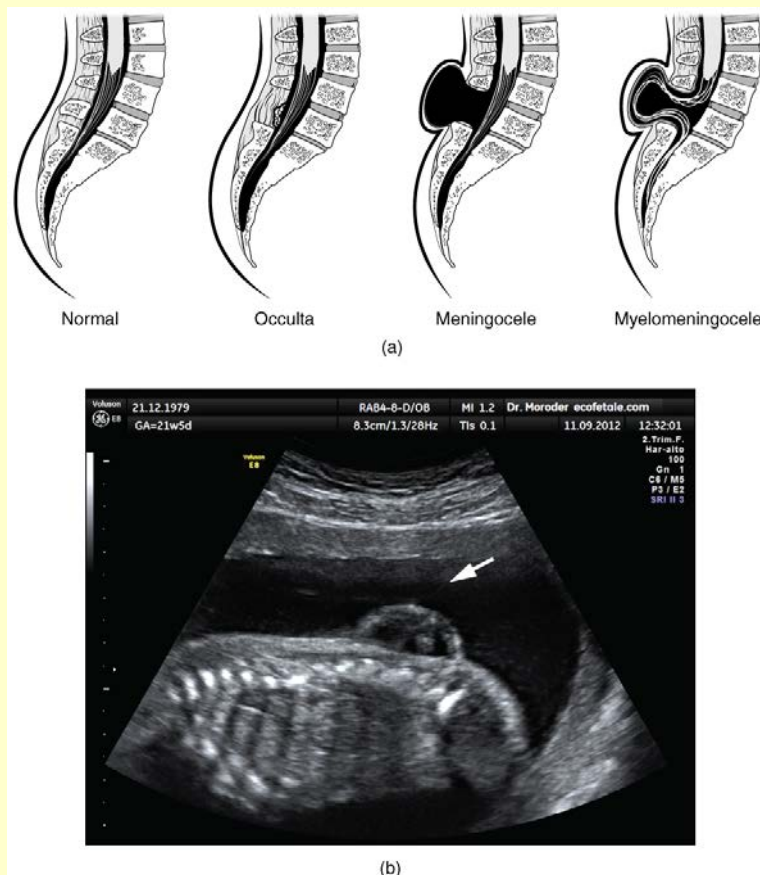 Normal Occulta Meningocele Myelomeningocele
(a)
Voluson 21.12.1979 RAB4-8-D/OB MI 1.2 Dr. Moroder ecofetale.com
E8 GA=21w5d 8.3cm/1.3/28Hz TIs 0.1 11.09.2012 12:32:01
2.Trim.F.
Har-alto
Voluson
E8
100
Gn 1
C6 / M5
P3 / E2
SRI II 3
(b)